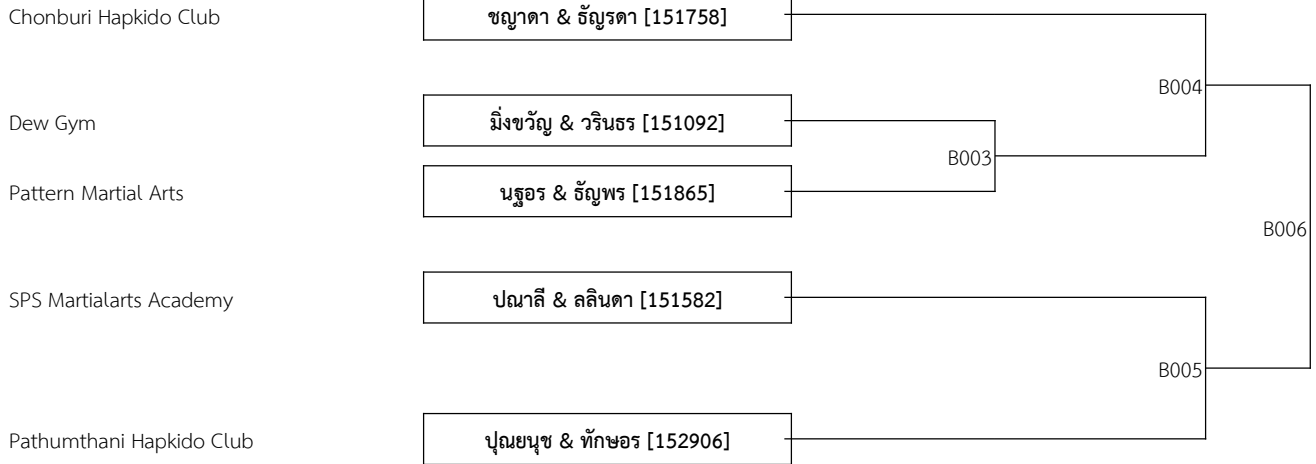 Chonburi Hapkido Club ชญาดา & ธัญรดา [151758]
B004
Dew Gym มิ่งขวัญ & วรินธร [151092]
B003
Pattern Martial Arts นฐอร & ธัญพร [151865]
B006
SPS Martialarts Academy ปณาลี & ลลินดา [151582]
B005
Pathumthani Hapkido Club ปุณยนุช & ทักษอร [152906]